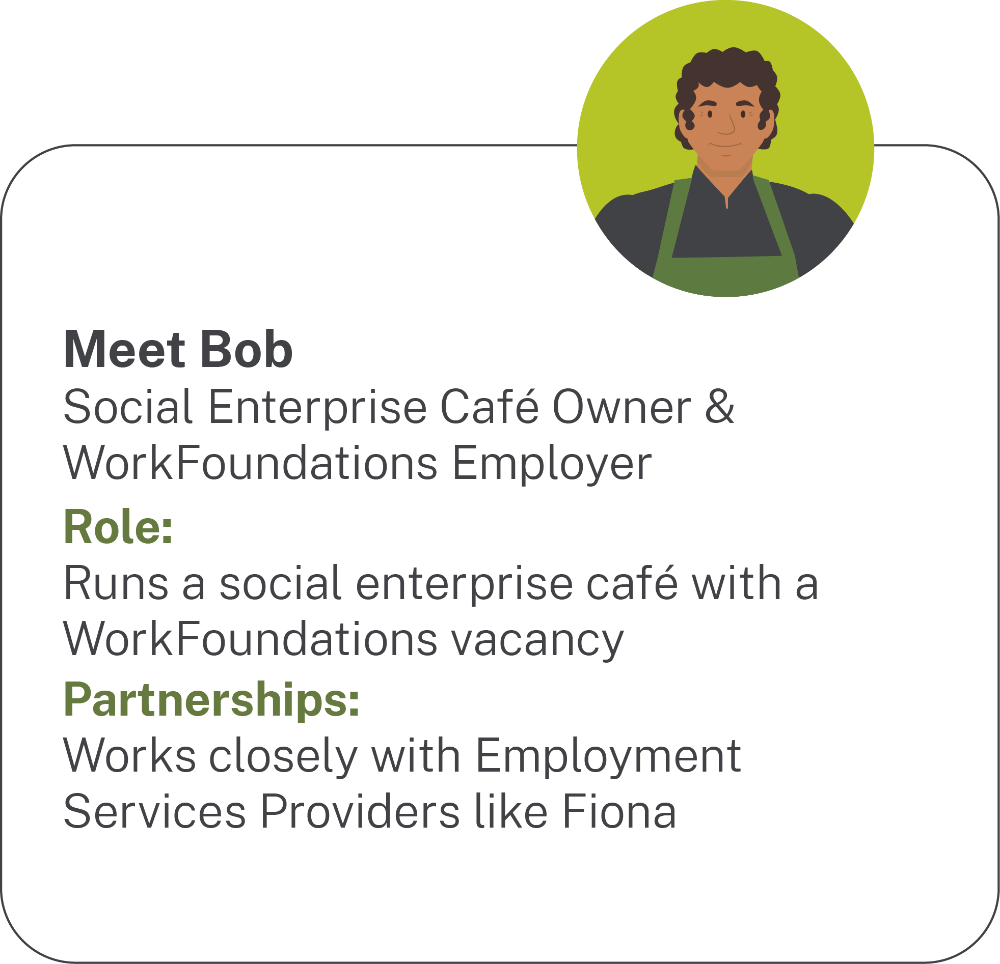 Meet Bob
Social Enterprise Café Owner &
WorkFoundations Employer
Role:
Runs a social enterprise café with a
WorkFoundations vacancy
Partnerships:
Works closely with Employment
Services Providers like Fiona